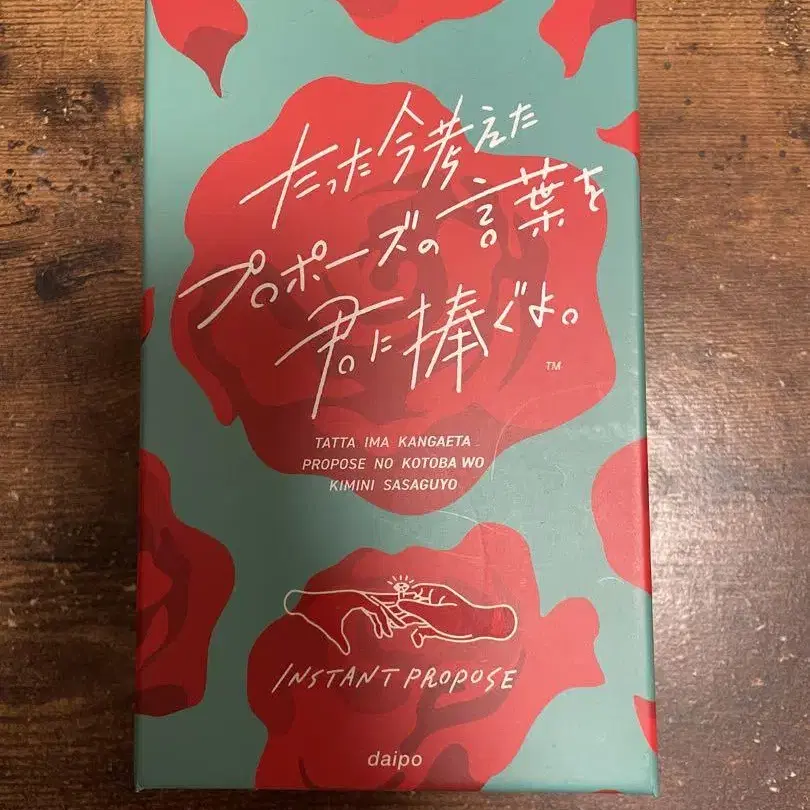 たった今考えた
プロポーズの言葉を
君に捧ぐよ。
TM
TATTA IMA KANGAETA
PROPOSE NO KOTOBA WO
KIMINI SASAGUYO
INSTANT PROPOSE
daipo